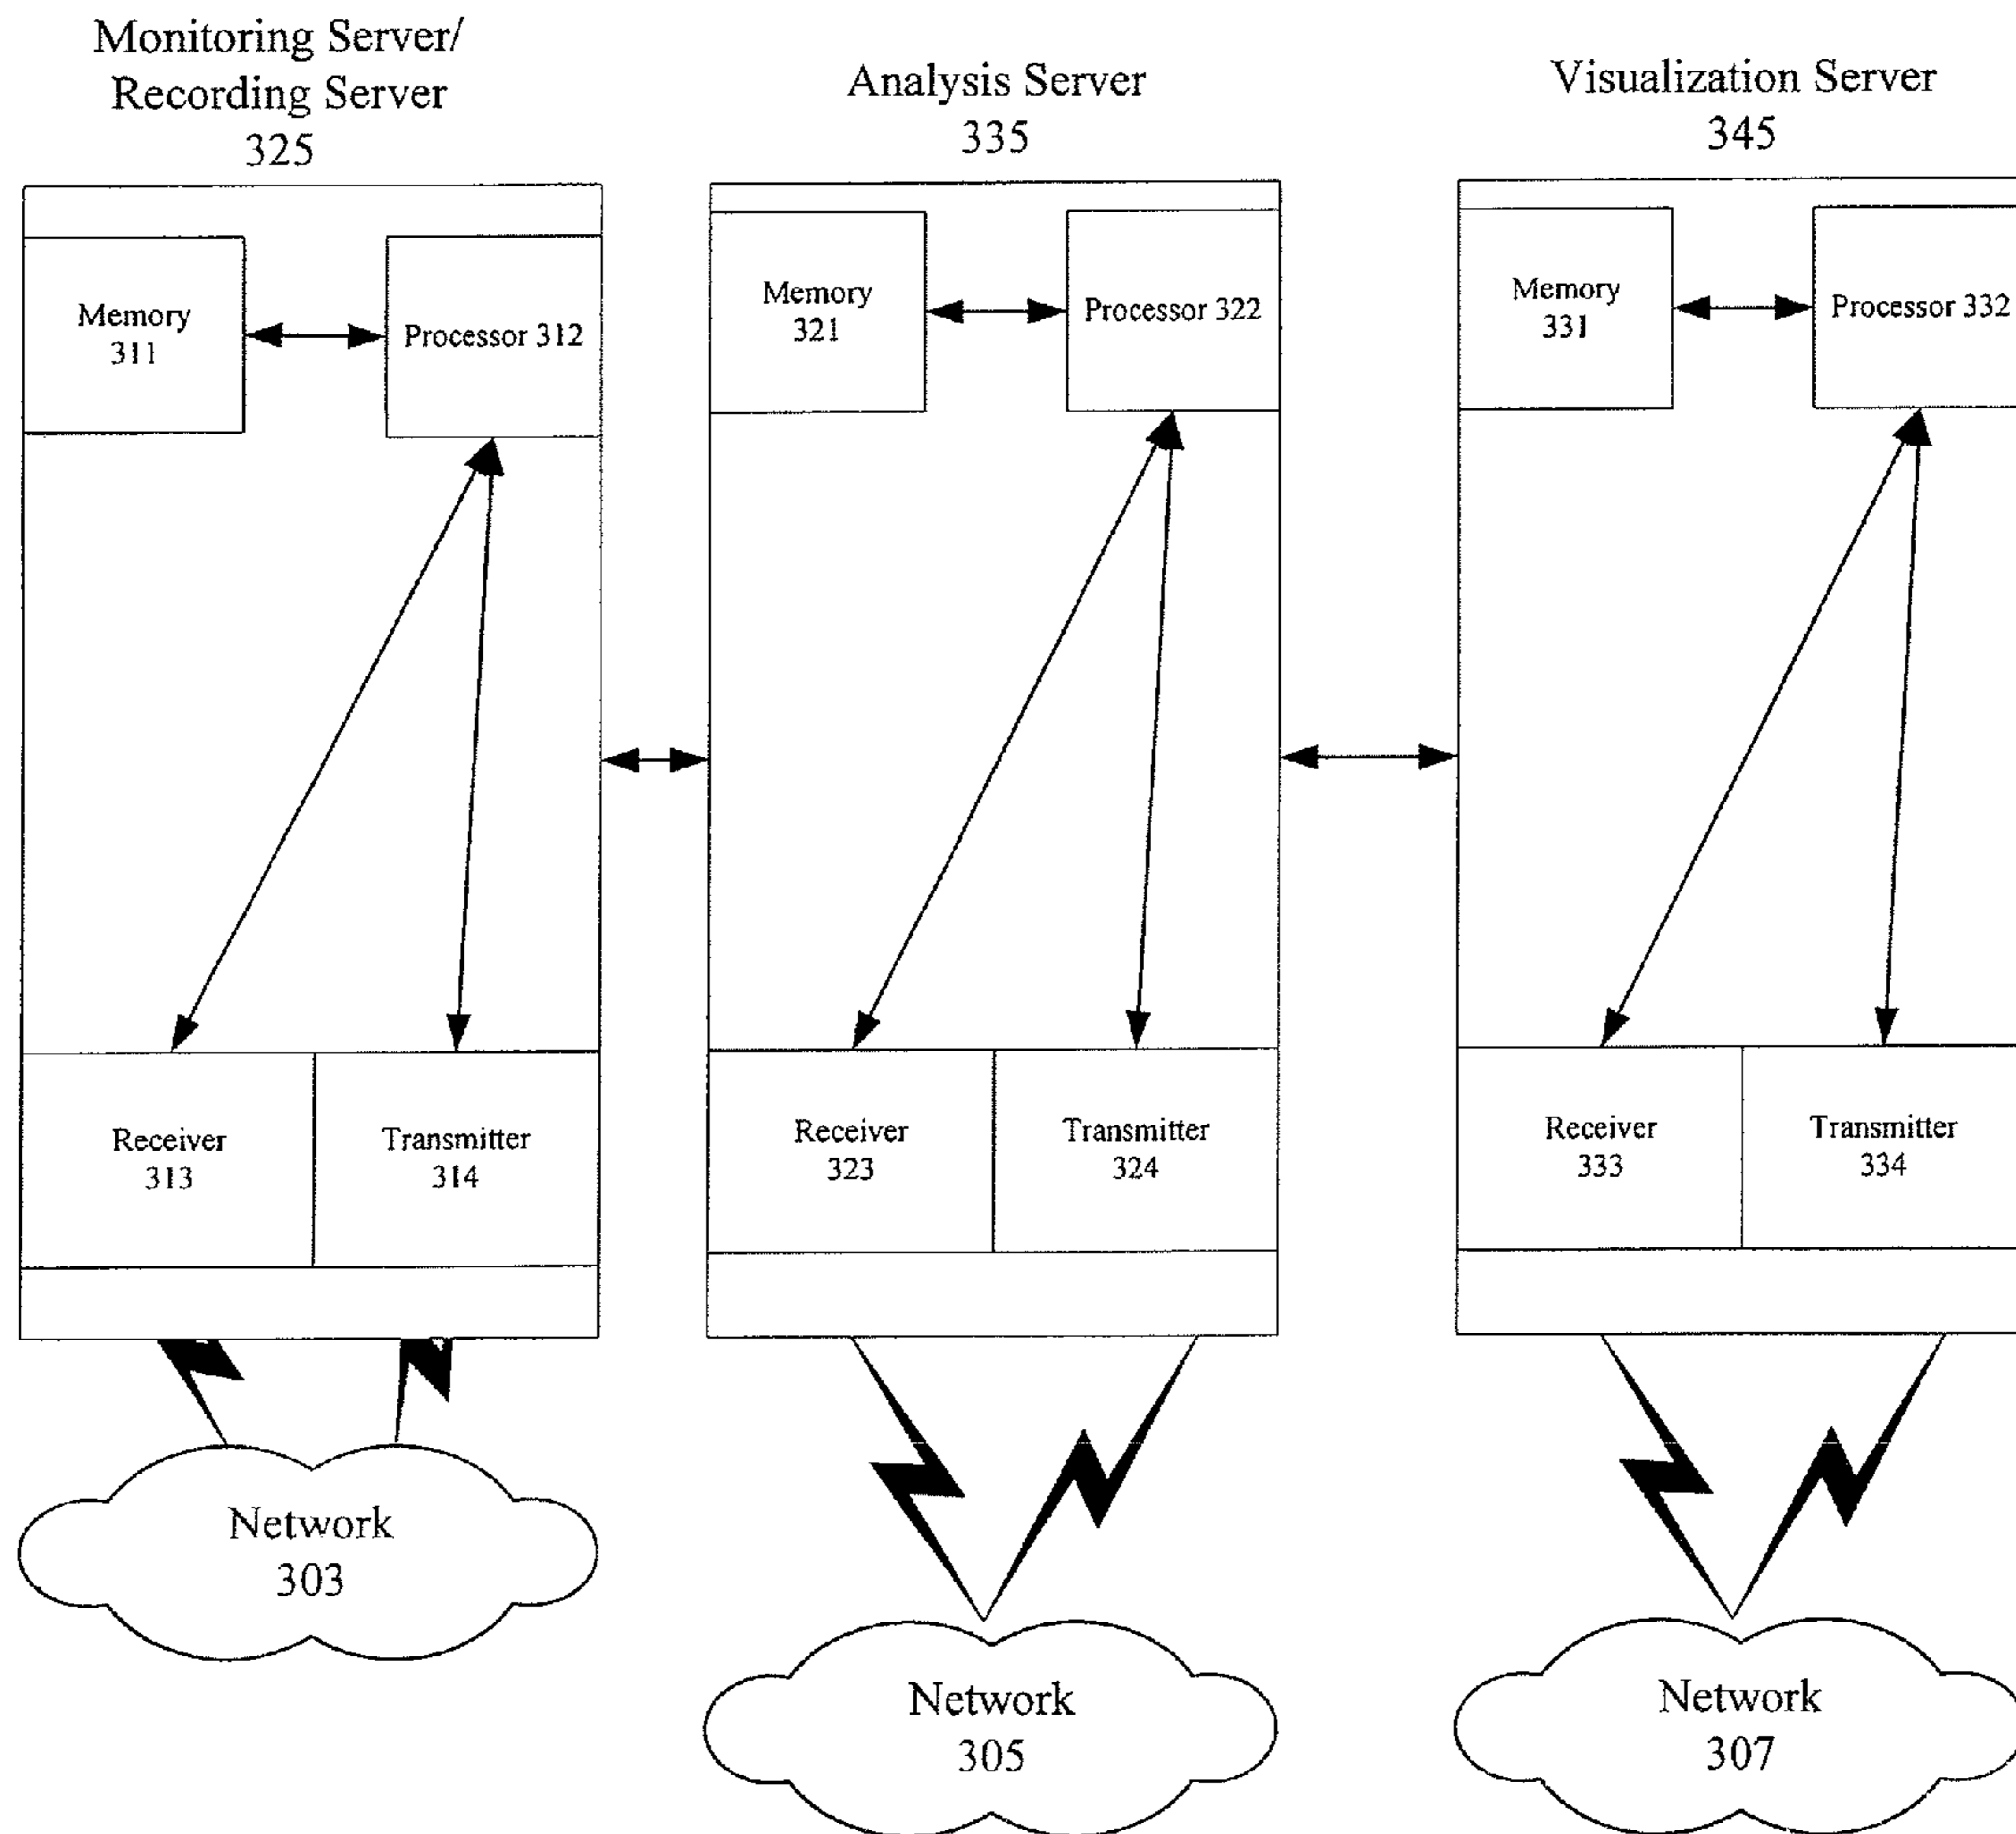 Monitoring Server/
Recording Server
325
Analysis Server
335
Visualization Server
345
Memory
311
Processor 312
Memory
321
Processor 322
Memory
331
Processor 332
Receiver
313
Transmitter
314
Receiver
323
Transmitter
324
Receiver
333
Transmitter
334
Network
303
Network
305
Network
307